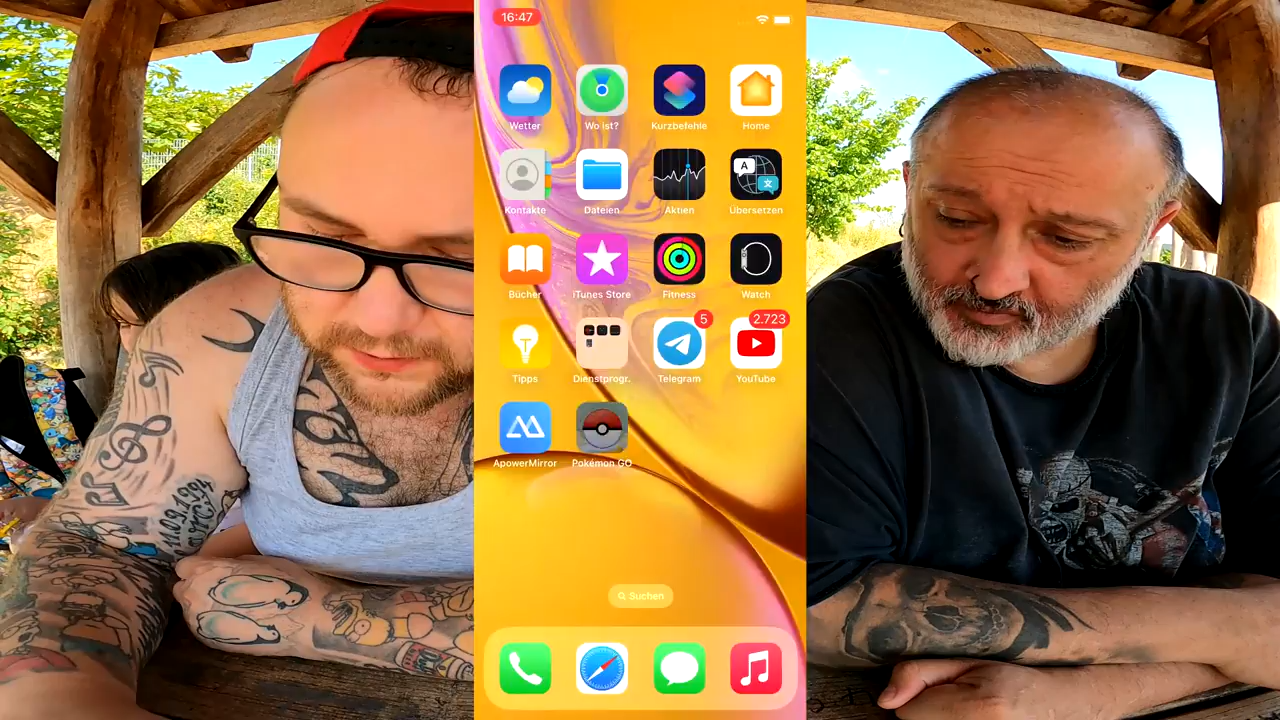 16:47
Wetter
Wo ist?
Kurzbefehle
Home
Kontakte
Dateien
Aktien
Übersetzen
Bücher
iTunes Store
Fitness
Watch
5
2.723
Tipps
Dienstprogr.
Telegram
YouTube
ApowerMirror
Pokémon GO
Suchen